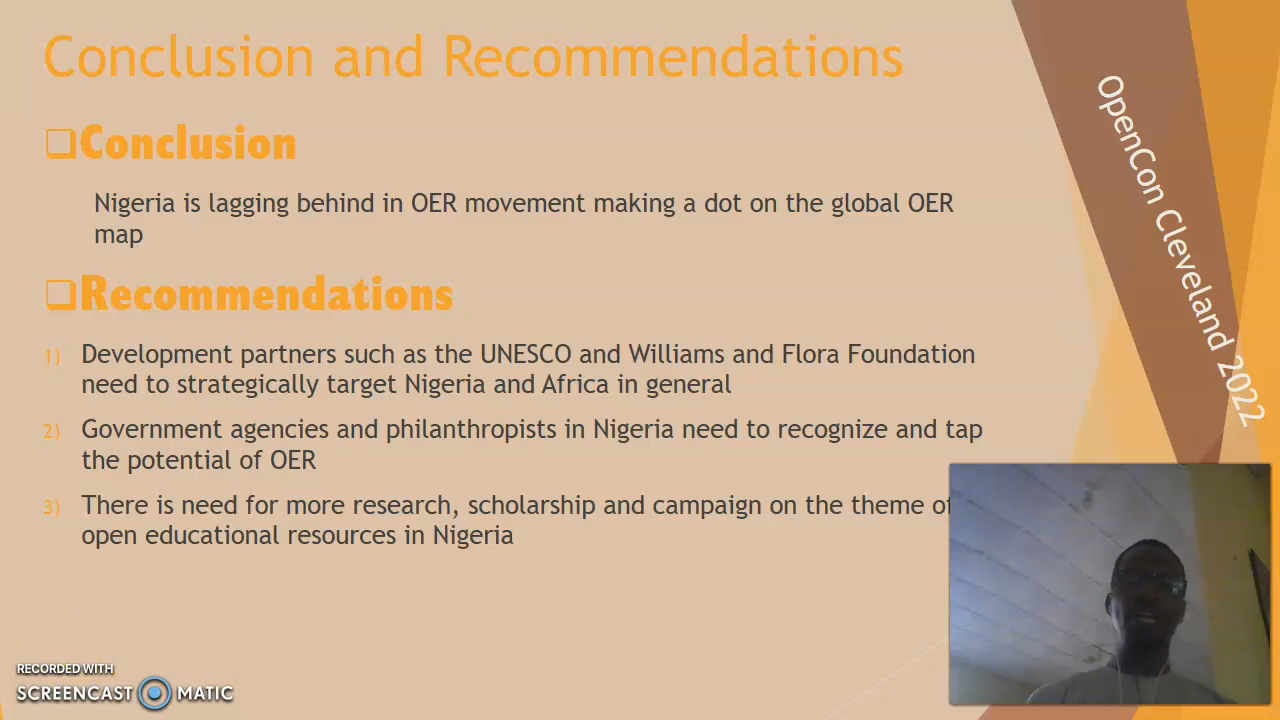 Conclusion and Recommendations
❑Conclusion
Nigeria is lagging behind in OER movement making a dot on the global OER
map
❑Recommendations
1) Development partners such as the UNESCO and Williams and Flora Foundation
need to strategically target Nigeria and Africa in general
2) Government agencies and philanthropists in Nigeria need to recognize and tap
the potential of OER
3) There is need for more research, scholarship and campaign on the theme of
open educational resources in Nigeria
OpenCon Cleveland 2022
RECORDED WITH
SCREENCAST MATIC